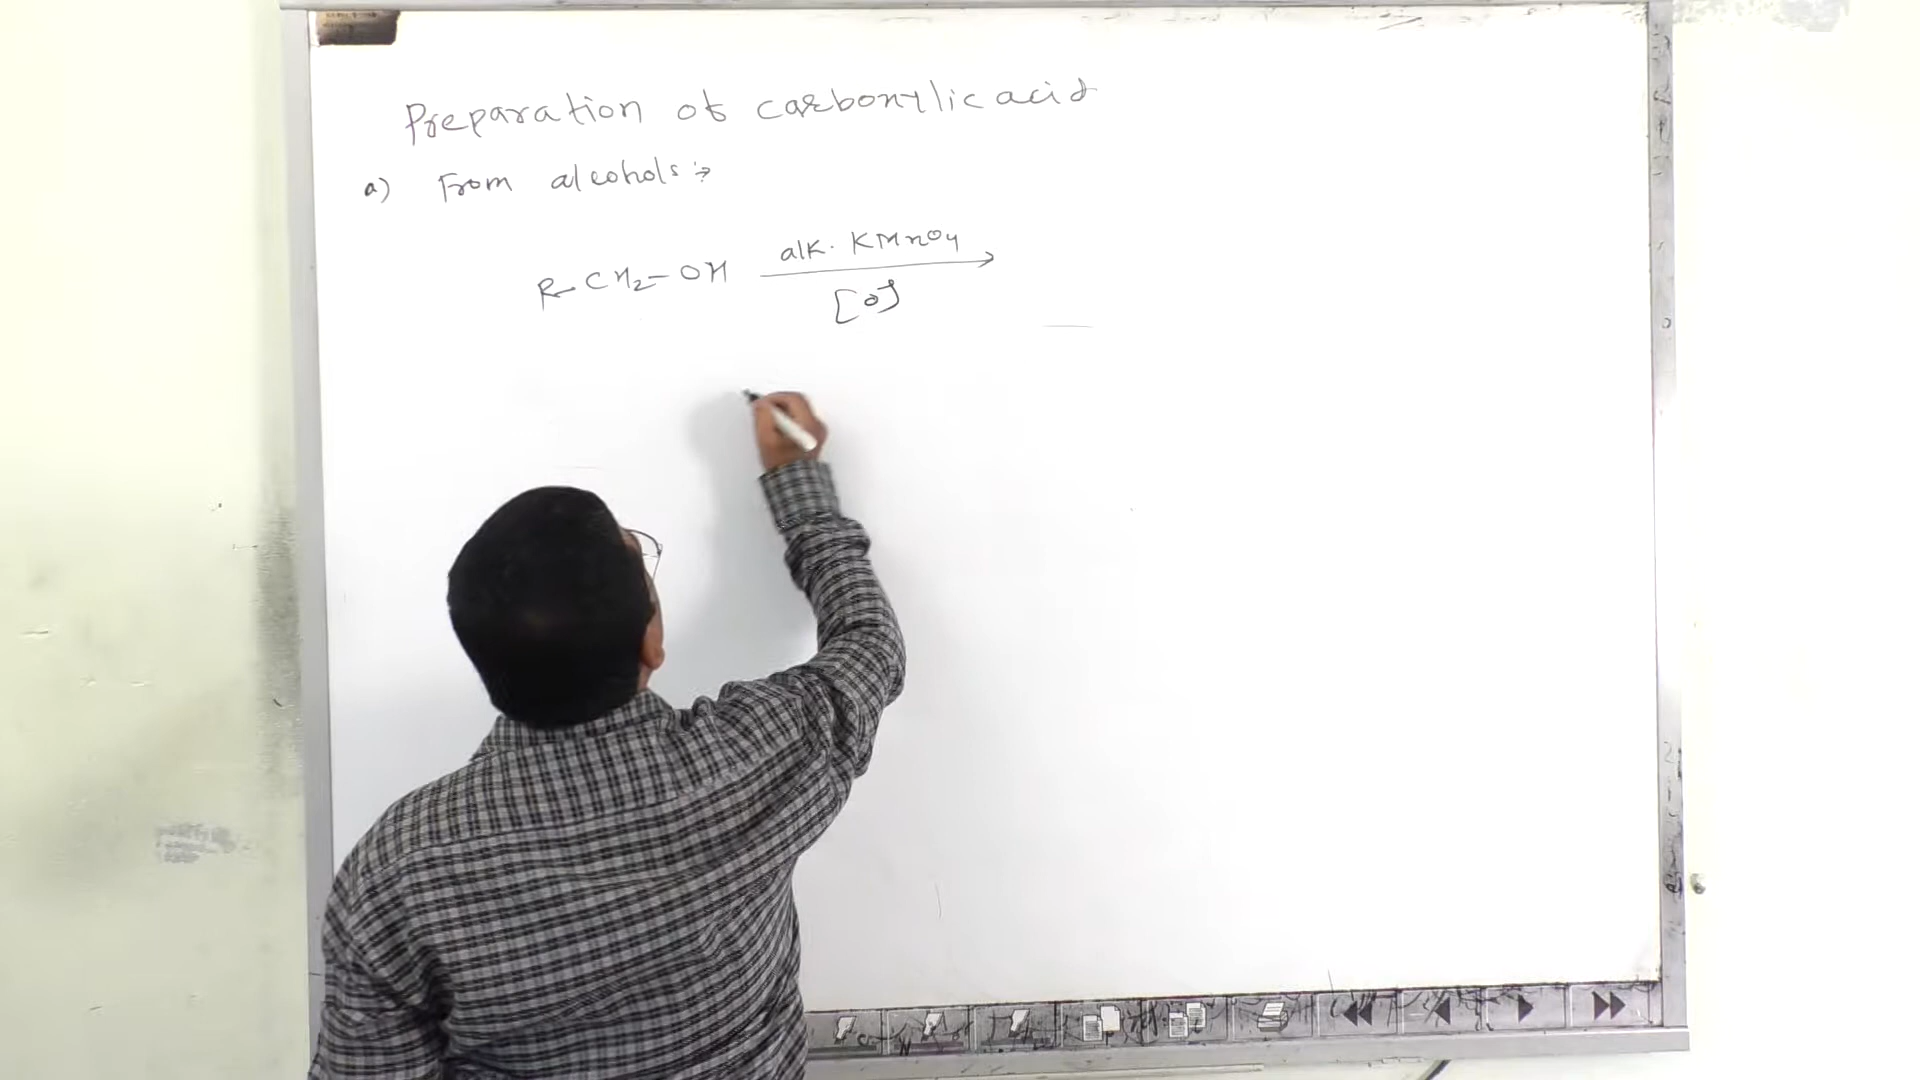 Preparation of carboxylic acid
a) From alcohols :→
R-CH2-OH alk. KMnO4
[O]